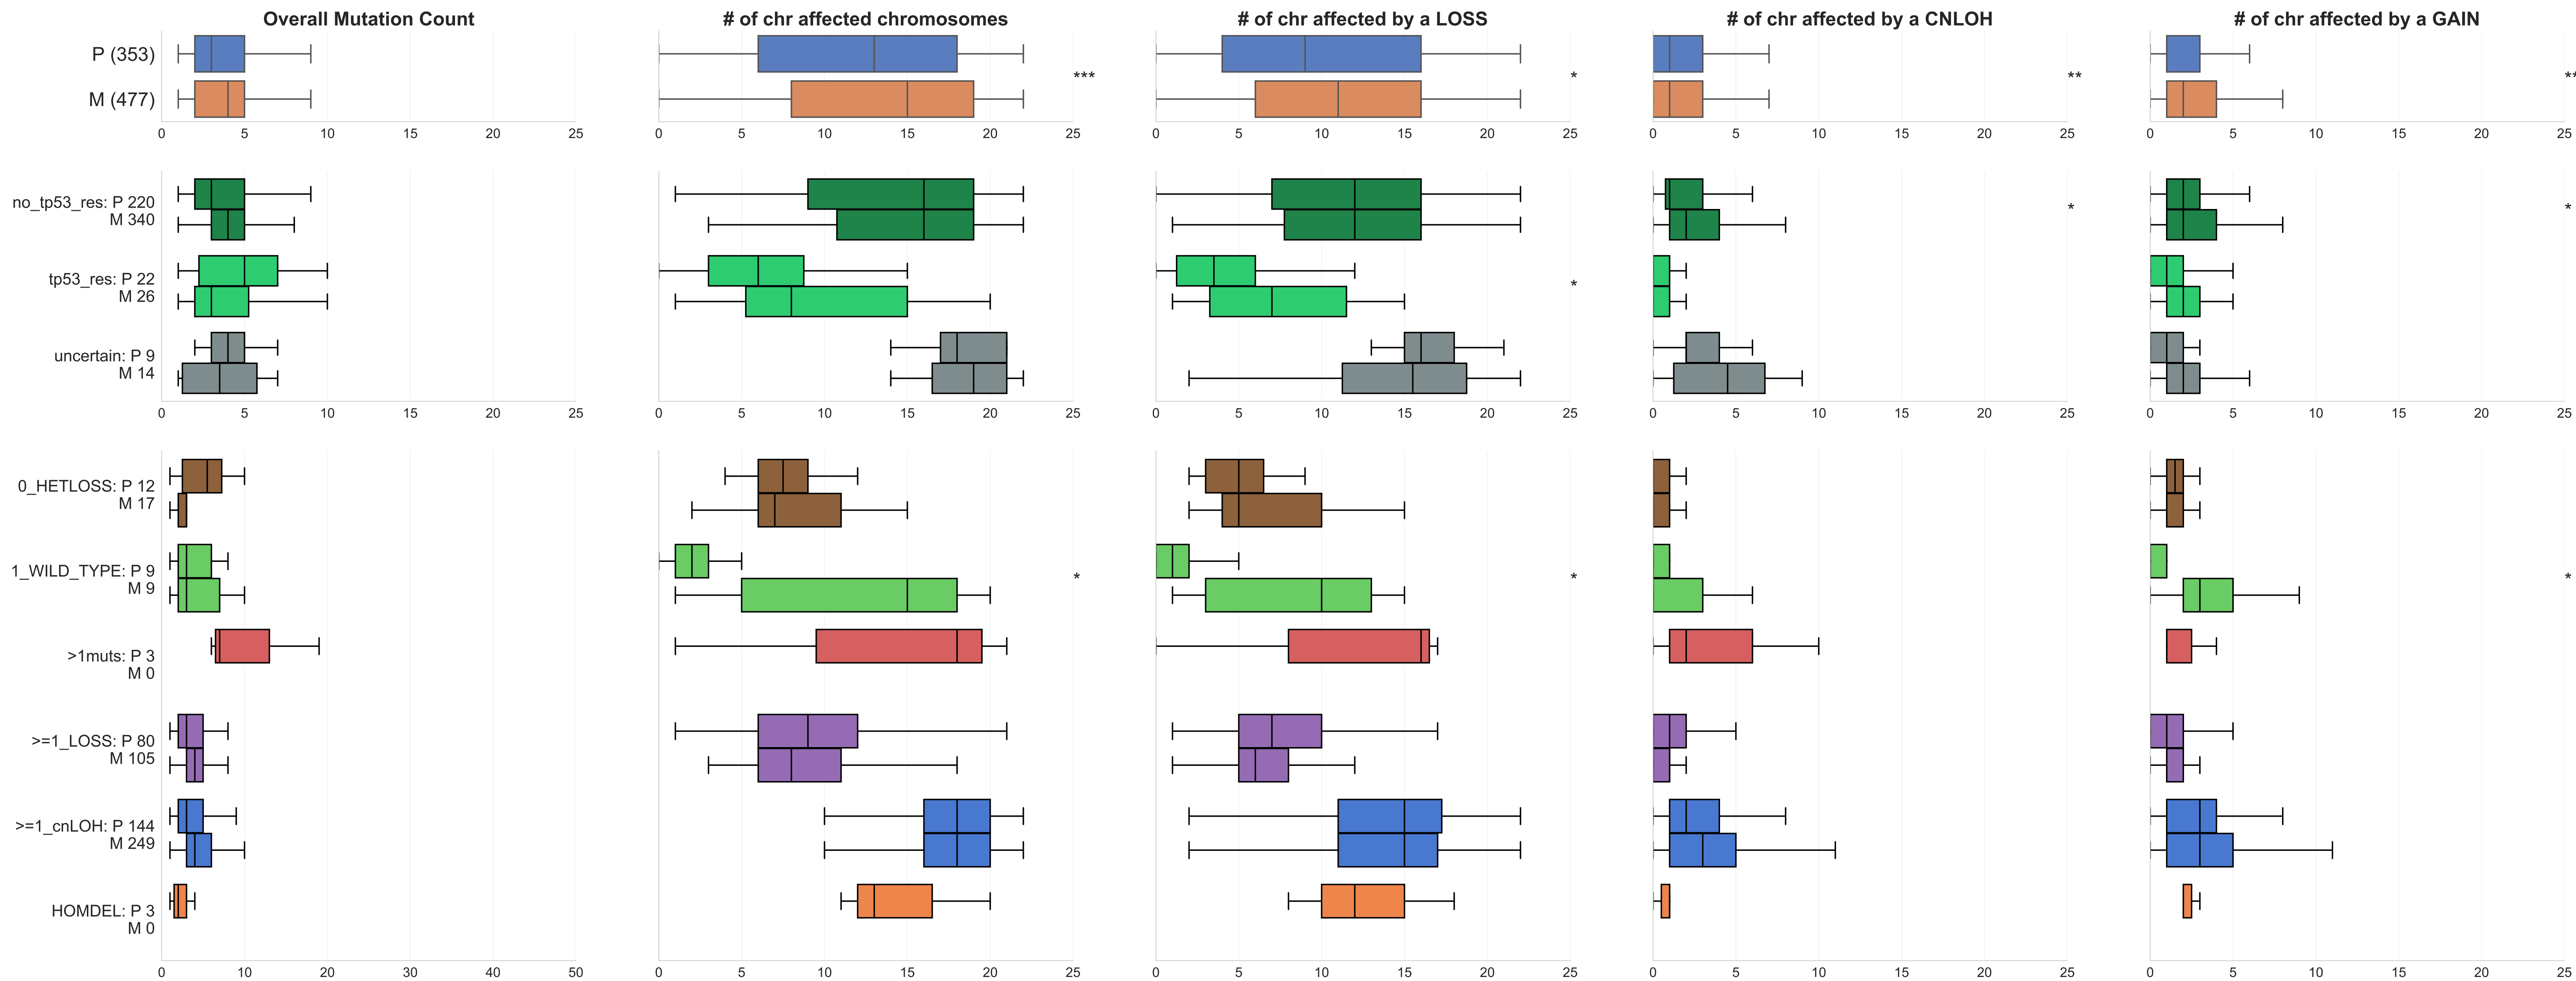 Overall Mutation Count
# of chr affected chromosomes
# of chr affected by a LOSS
# of chr affected by a CNLOH
# of chr affected by a GAIN
P (353)
M (477)
***
*
**
**
0 5 10 15 20 25
0 5 10 15 20 25
0 5 10 15 20 25
0 5 10 15 20 25
0 5 10 15 20 25
no_tp53_res: P 220
M 340
*
*
tp53_res: P 22
M 26
*
uncertain: P 9
M 14
0 5 10 15 20 25
0 5 10 15 20 25
0 5 10 15 20 25
0 5 10 15 20 25
0 5 10 15 20 25
0_HETLOSS: P 12
M 17
1_WILD_TYPE: P 9
M 9
*
*
*
>1muts: P 3
M 0
>=1_LOSS: P 80
M 105
>=1_cnLOH: P 144
M 249
HOMDEL: P 3
M 0
0 10 20 30 40 50
0 5 10 15 20 25
0 5 10 15 20 25
0 5 10 15 20 25
0 5 10 15 20 25